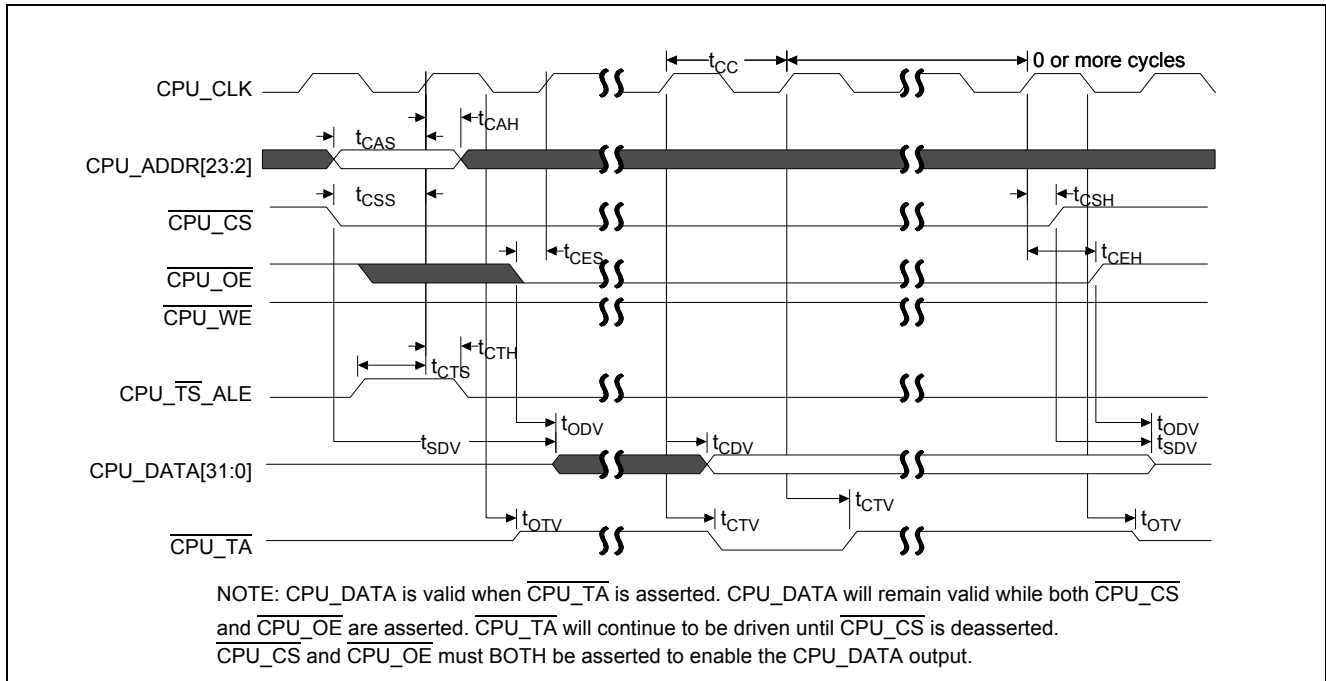 tCC
0 or more cycles
CPU_CLK
tCAH
tCAS
CPU_ADDR[23:2]
tCSS
tCSH
CPU_CS
tCES
tCEH
CPU_OE
CPU_WE
tCTH
tCTS
CPU_TS_ALE
tODV
tODV
tSDV
tCDV
tSDV
CPU_DATA[31:0]
tCTV
tOTV
tCTV
tOTV
CPU_TA
NOTE: CPU_DATA is valid when CPU_TA is asserted. CPU_DATA will remain valid while both CPU_CS
and CPU_OE are asserted. CPU_TA will continue to be driven until CPU_CS is deasserted.
CPU_CS and CPU_OE must BOTH be asserted to enable the CPU_DATA output.